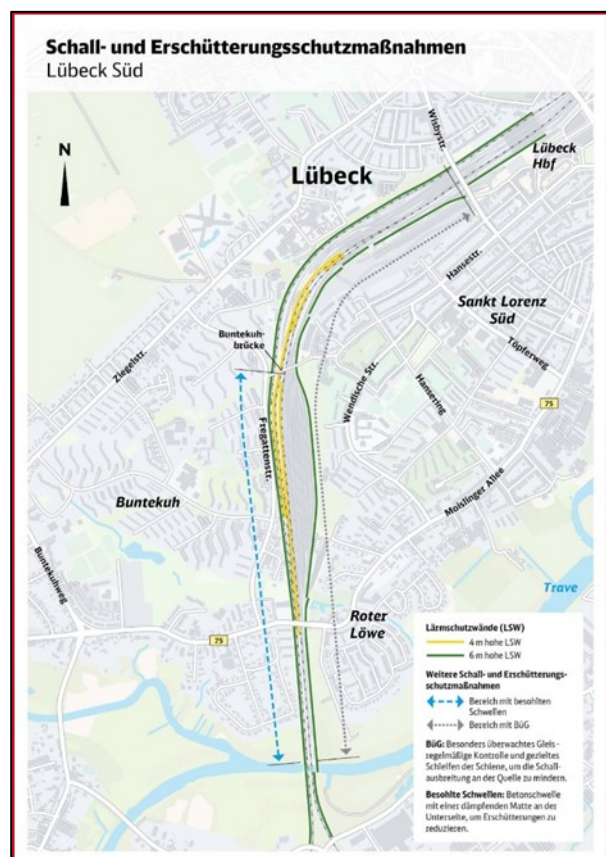 Schall- und Erschütterungsschutzmaßnahmen
Lübeck Süd
N
Wisbystr.
Lübeck
Hbf
Lübeck
Hansestr.
Sankt Lorenz
Süd
Töpferweg
Buntekuh-
brücke
Ziegelstr.
Wendische Str.
Hansering
75
Fregattenstr.
Moislinger Allee
Buntekuh
Buntekuhweg
Trave
Roter
Löwe
75
Lärmschutzwände (LSW)
4 m hohe LSW
6 m hohe LSW
Weitere Schall- und Erschütterungs-
schutzmaßnahmen
Bereich mit besohlten
Schwellen
Bereich mit BüG
BüG: Besonders überwachtes Gleis -
regelmäßige Kontrolle und gezieltes
Schleifen der Schiene, um die Schall-
ausbreitung an der Quelle zu mindern.
Besohlte Schwellen: Betonschwelle
mit einer dämpfenden Matte an der
Unterseite, um Erschütterungen zu
reduzieren.